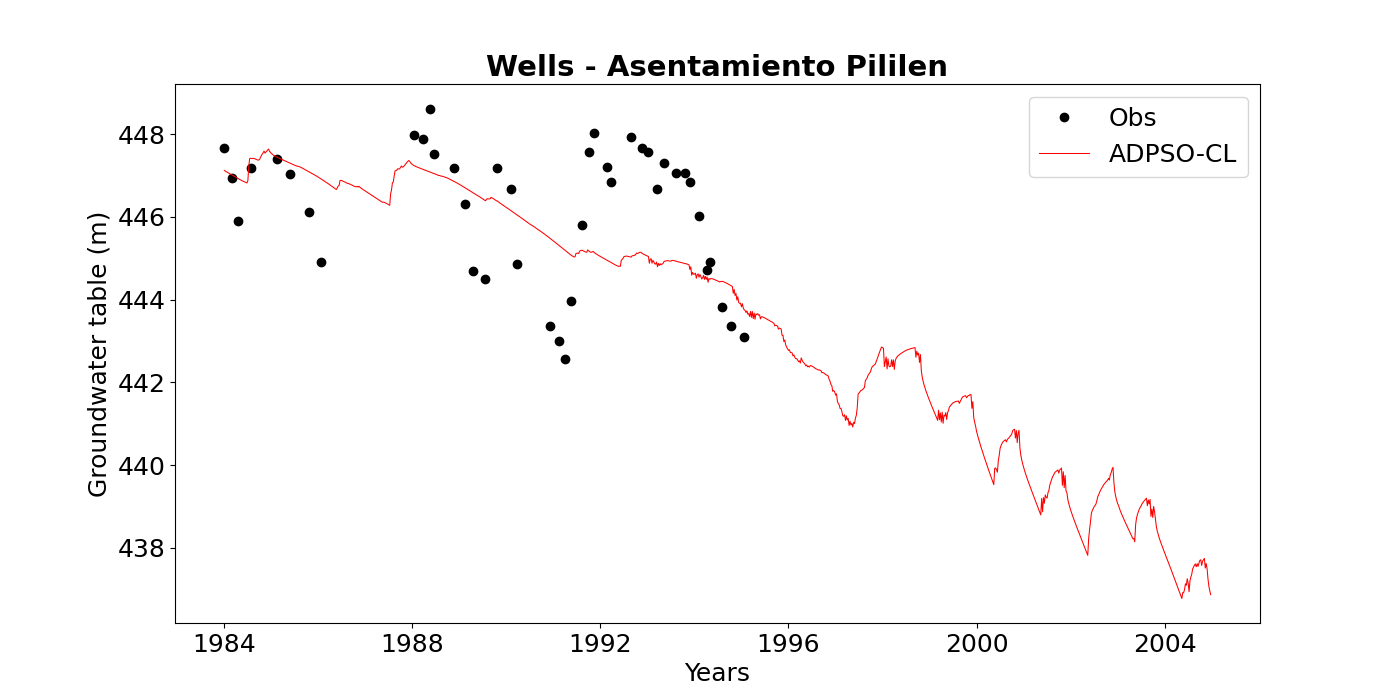 Wells - Asentamiento Pililen
Obs
ADPSO-CL
Groundwater table (m)
448
446
444
442
440
438
1984 1988 1992 1996 2000 2004
Years